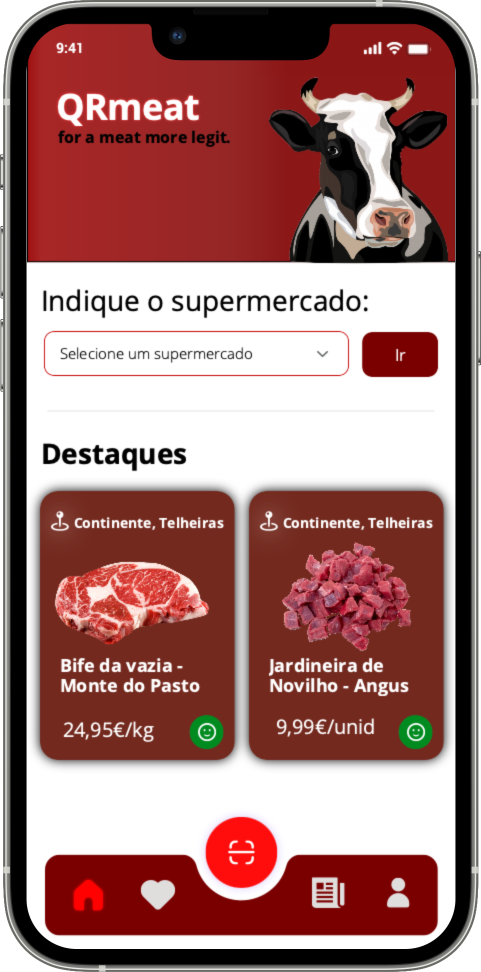 9:41
QRmeat
for a meat more legit.
Indique o supermercado:
Selecione um supermercado
Ir
Destaques
Continente, Telheiras
Bife da vazia -
Monte do Pasto
24,95€/kg
Continente, Telheiras
Jardineira de
Novilho - Angus
9,99€/unid